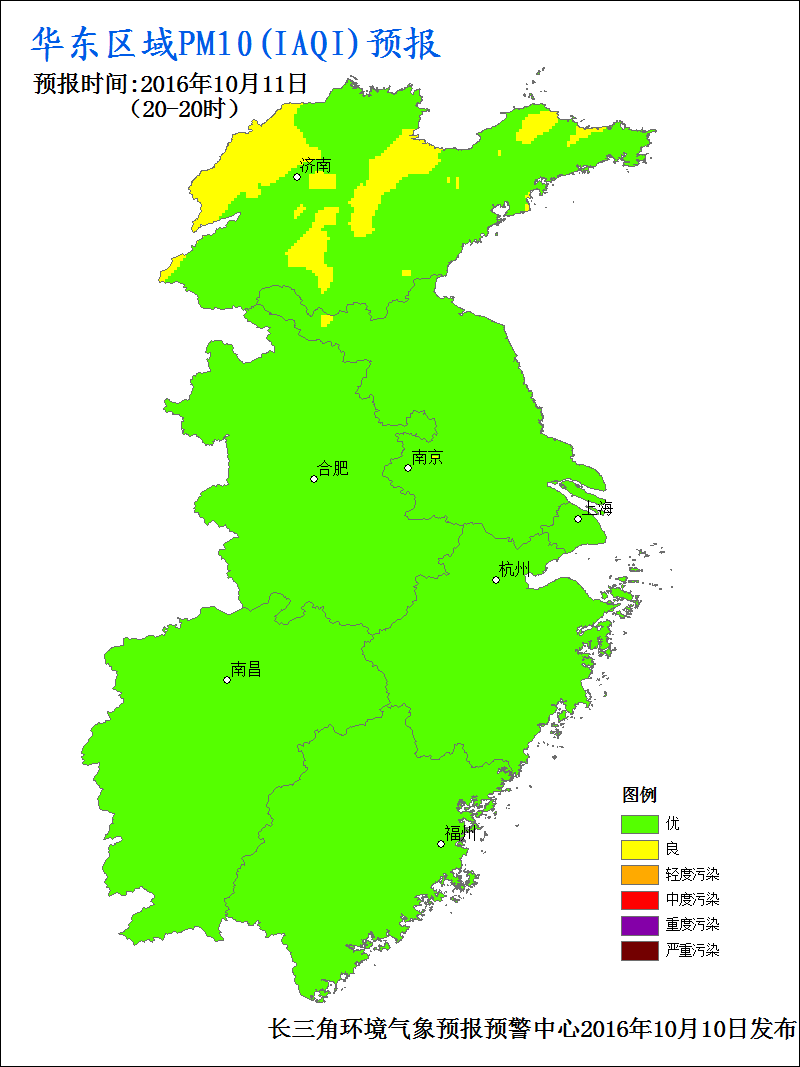 华东区域PM10(IAQI)预报
预报时间:2016年10月11日
(20-20时)
济南
南京
合肥
上海
杭州
南昌
福州
图例
优
良
轻度污染
中度污染
重度污染
严重污染
长三角环境气象预报预警中心2016年10月10日发布